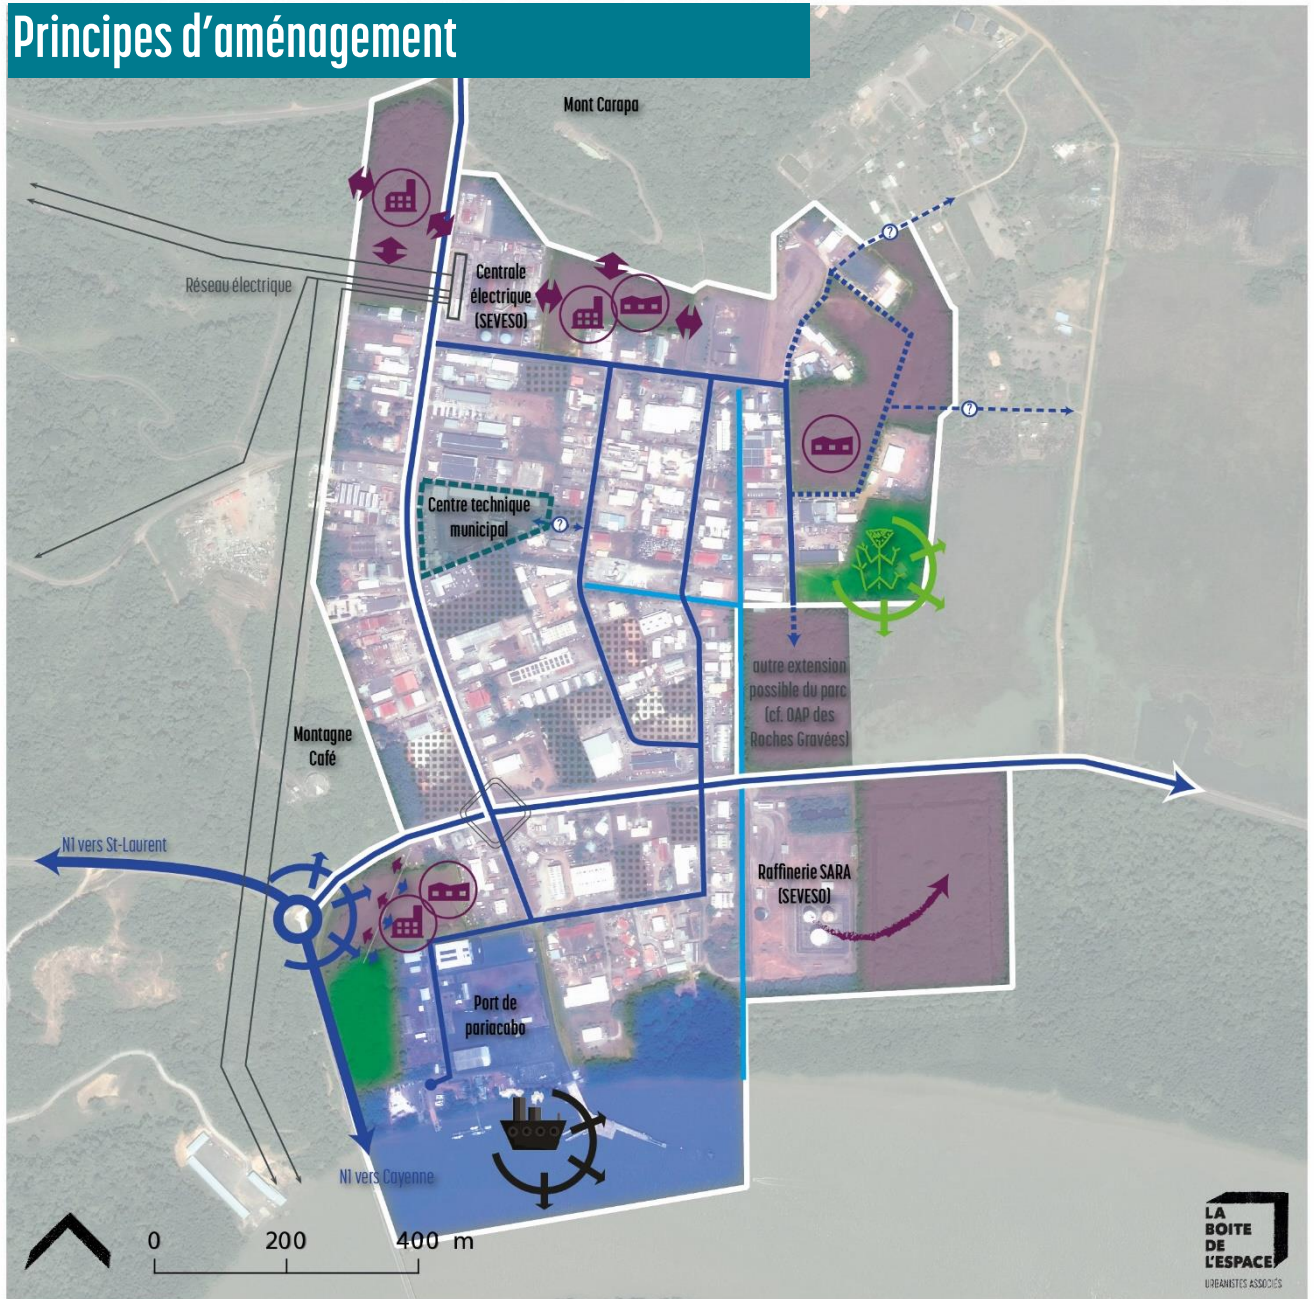 Principes d'aménagement
Mont Carapa
Réseau électrique
Centrale
électrique
(SEVESO)
?
?
Centre technique
municipal
?
autre extension
possible du parc
(cf. OAP des
Roches Gravées)
Montagne
Café
N1 vers St-Laurent
Raffinerie SARA
(SEVESO)
Port de
pariacabo
N1 vers Cayenne
0 200 400 m
LA
BOITE
DE
L'ESPACE
URBANISTES ASSOCIÉS